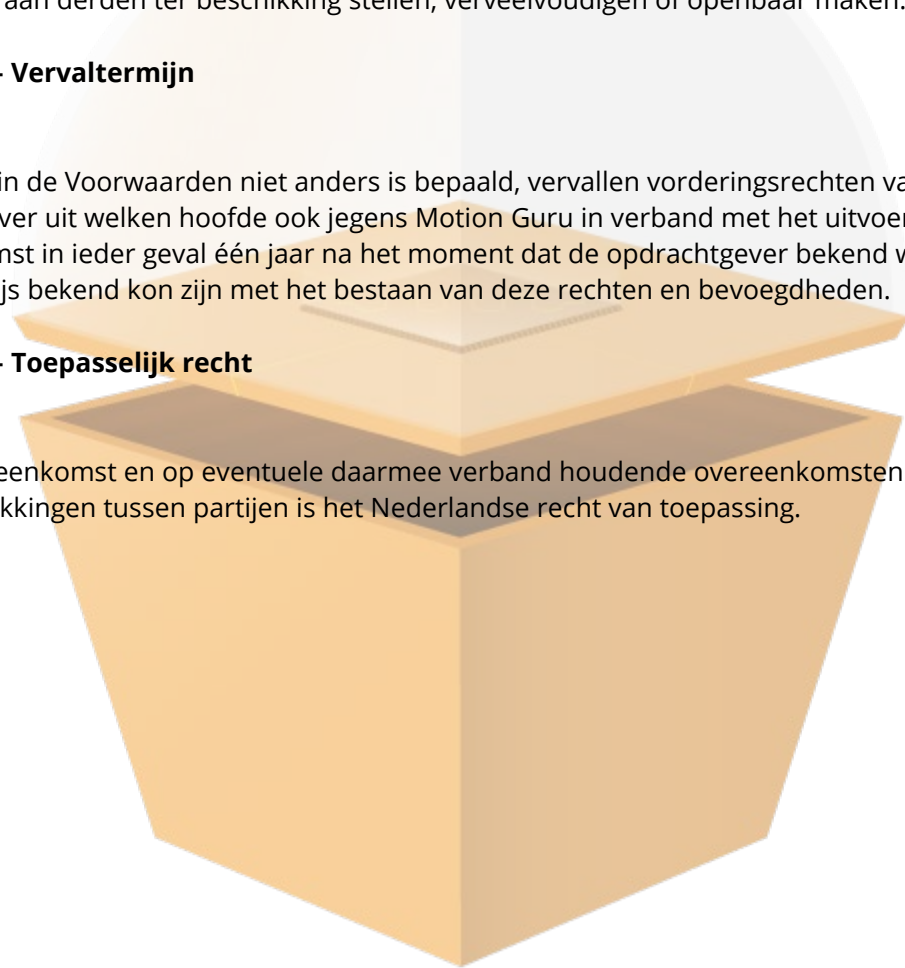 aan derden ter beschikking stellen, verveelvoudigen of openbaar maken.
- Vervaltermijn
in de Voorwaarden niet anders is bepaald, vervallen vorderingsrechten va
ver uit welken hoofde ook jegens Motion Guru in verband met het uitvoer
mst in ieder geval één jaar na het moment dat de opdrachtgever bekend w
ijs bekend kon zijn met het bestaan van deze rechten en bevoegdheden.
- Toepasselijk recht
eenkomst en op eventuele daarmee verband houdende overeenkomsten
kkingen tussen partijen is het Nederlandse recht van toepassing.